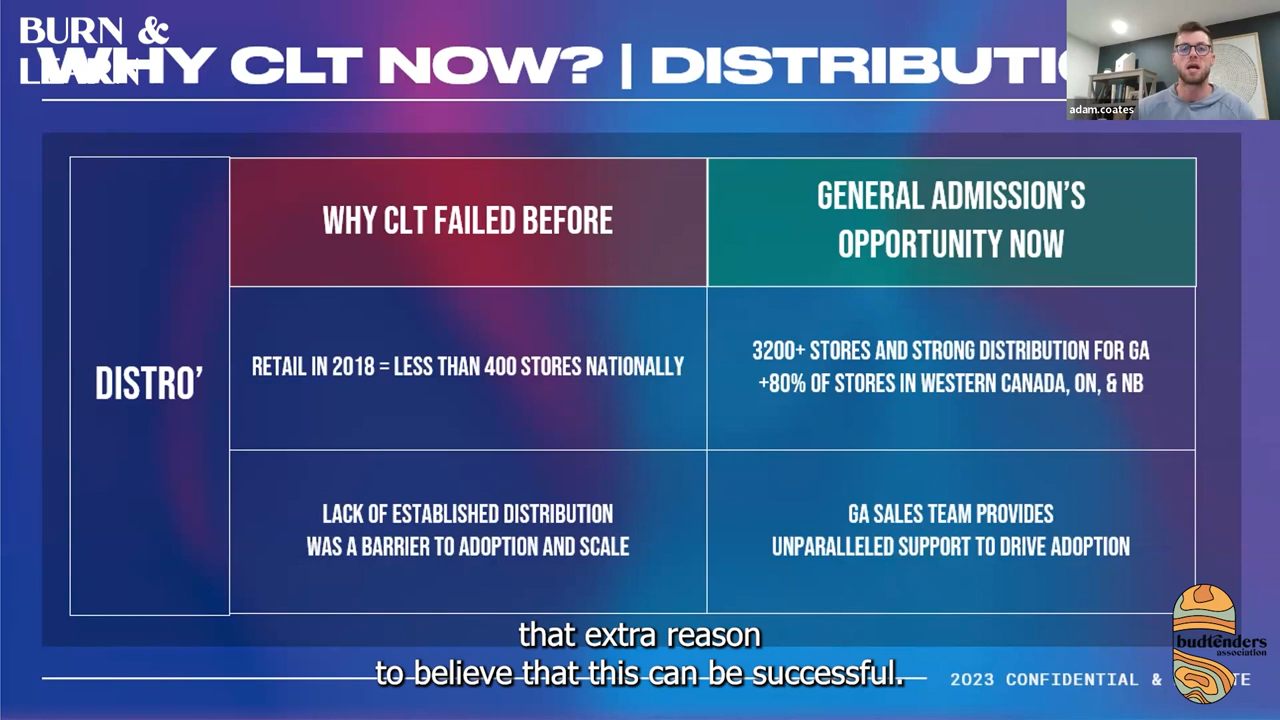 BURN &
LEARN
WHY CLT NOW? | DISTRIBUTI
adam.coates
WHY CLT FAILED BEFORE
GENERAL ADMISSION'S
OPPORTUNITY NOW
DISTRO'
RETAIL IN 2018 = LESS THAN 400 STORES NATIONALLY
3200+ STORES AND STRONG DISTRIBUTION FOR GA
+80% OF STORES IN WESTERN CANADA, ON, & NB
LACK OF ESTABLISHED DISTRIBUTION
WAS A BARRIER TO ADOPTION AND SCALE
GA SALES TEAM PROVIDES
UNPARALLELED SUPPORT TO DRIVE ADOPTION
that extra reason
to believe that this can be successful.
budtenders
association
2023 CONFIDENTIAL &